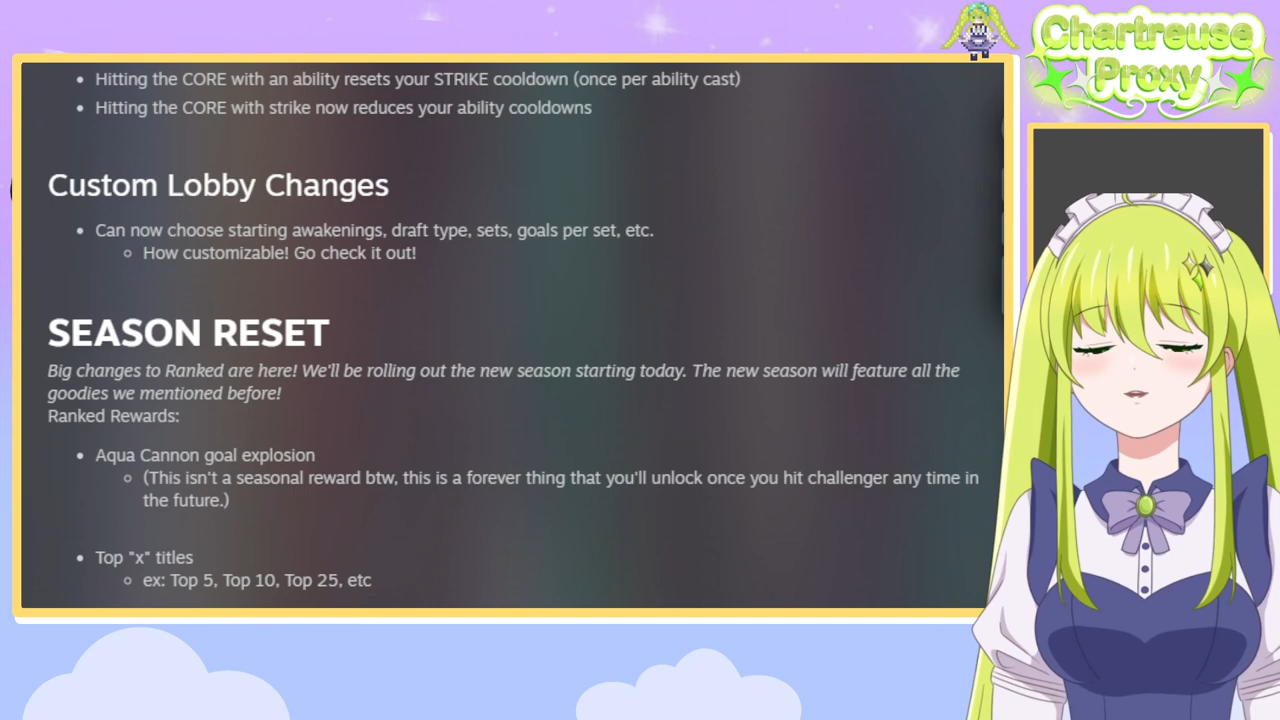 Chartreuse
Proxy
• Hitting the CORE with an ability resets your STRIKE cooldown (once per ability cast)
• Hitting the CORE with strike now reduces your ability cooldowns
Custom Lobby Changes
• Can now choose starting awakenings, draft type, sets, goals per set, etc.
○ How customizable! Go check it out!
SEASON RESET
Big changes to Ranked are here! We'll be rolling out the new season starting today. The new season will feature all the
goodies we mentioned before!
Ranked Rewards:
• Aqua Cannon goal explosion
○ (This isn't a seasonal reward btw, this is a forever thing that you'll unlock once you hit challenger any time in
the future.)
• Top "x" titles
○ ex: Top 5, Top 10, Top 25, etc